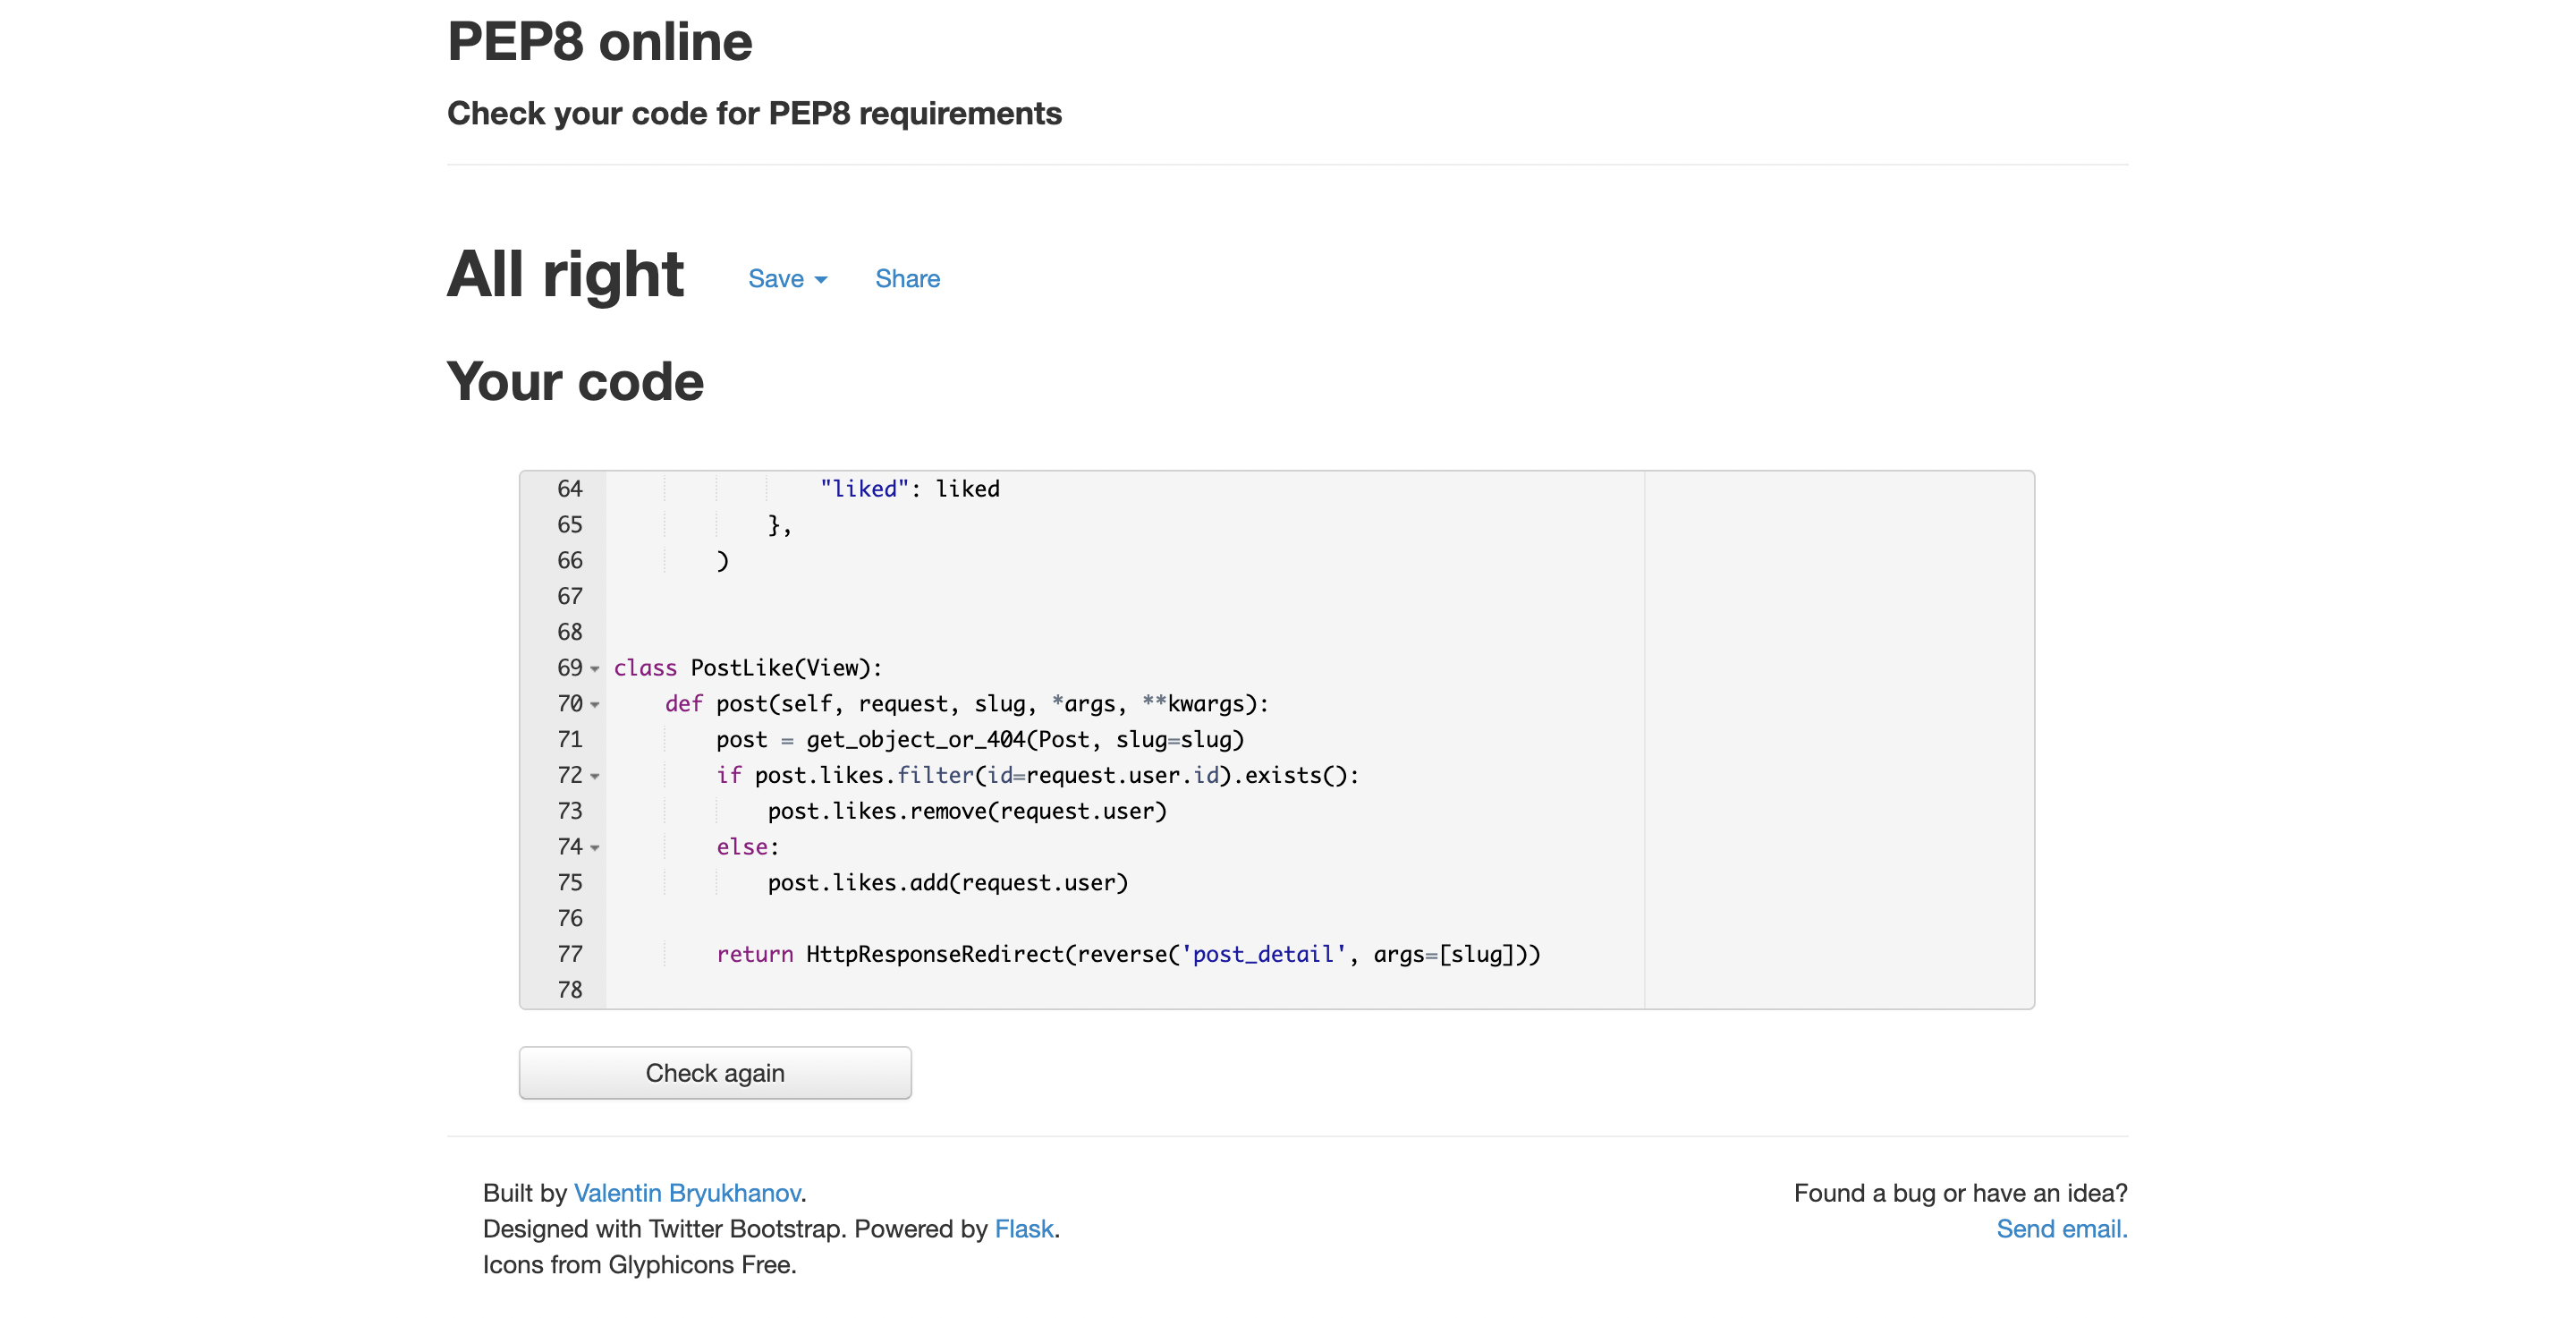 PEP8 online
Check your code for PEP8 requirements
All right Save Share
Your code
64 "liked": liked
65 },
66 )
67
68
69 class PostLike(View):
70 def post(self, request, slug, *args, **kwargs):
71 post = get_object_or_404(Post, slug=slug)
72 if post.likes.filter(id=request.user.id).exists():
73 post.likes.remove(request.user)
74 else:
75 post.likes.add(request.user)
76
77 return HttpResponseRedirect(reverse('post_detail', args=[slug]))
78
Check again
Built by Valentin Bryukhanov.
Designed with Twitter Bootstrap. Powered by Flask.
Icons from Glyphicons Free.
Found a bug or have an idea?
Send email.